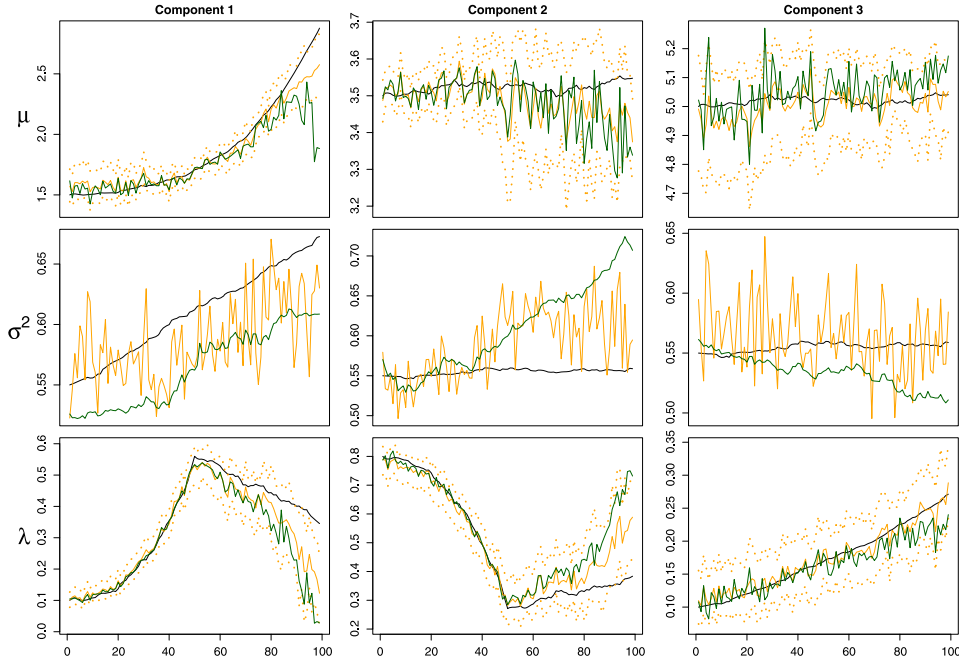 Component 1 Component 2 Component 3
μ
1.5 2.0 2.5
3.2 3.3 3.4 3.5 3.6 3.7
4.7 4.8 4.9 5.0 5.1 5.2
σ²
0.55 0.60 0.65
0.50 0.55 0.60 0.65 0.70
0.50 0.55 0.60 0.65
λ
0.0 0.1 0.2 0.3 0.4 0.5 0.6
0.2 0.3 0.4 0.5 0.6 0.7 0.8
0.10 0.15 0.20 0.25 0.30 0.35
0 20 40 60 80 100 0 20 40 60 80 100 0 20 40 60 80 100